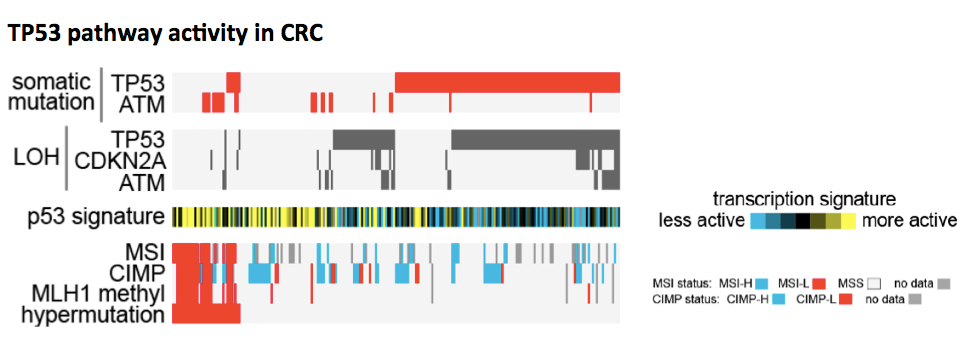 TP53 pathway activity in CRC
somatic mutation
TP53
ATM
LOH
TP53
CDKN2A
ATM
p53 signature
MSI
CIMP
MLH1 methyl
hypermutation
transcription signature
less active more active
MSI status: MSI-H MSI-L MSS no data
CIMP status: CIMP-H CIMP-L no data